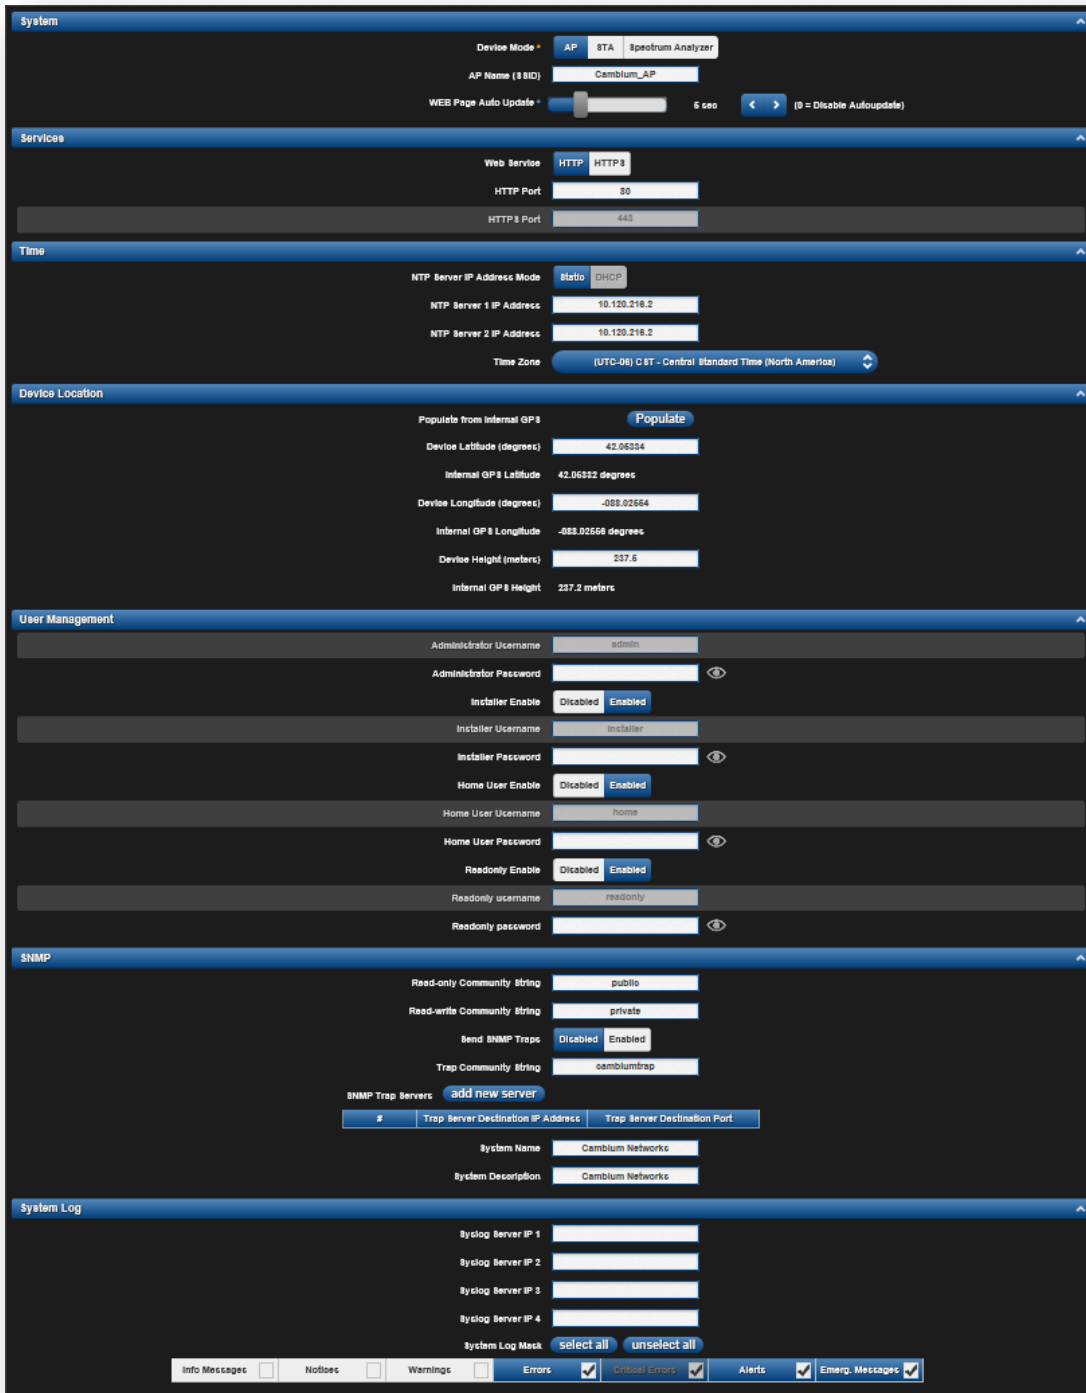 System
Device Mode * AP STA Spectrum Analyzer
AP Name (SSID) Cambium_AP
WEB Page Auto Update * 5 sec < > (0 = Disable Autoupdate)
Services
Web Service HTTP HTTPS
HTTP Port 80
HTTPS Port 443
Time
NTP Server IP Address Mode Static DHCP
NTP Server 1 IP Address 10.120.216.2
NTP Server 2 IP Address 10.120.216.2
Time Zone (UTC-06) CST - Central Standard Time (North America)
Device Location
Populate from Internal GPS Populate
Device Latitude (degrees) 42.05334
Internal GPS Latitude 42.05332 degrees
Device Longitude (degrees) -088.02554
Internal GPS Longitude -088.02556 degrees
Device Height (meters) 237.5
Internal GPS Height 237.2 meters
User Management
Administrator Username admin
Administrator Password
Installer Enable Disabled Enabled
Installer Username installer
Installer Password
Home User Enable Disabled Enabled
Home User Username home
Home User Password
Readonly Enable Disabled Enabled
Readonly username readonly
Readonly password
SNMP
Read-only Community String public
Read-write Community String private
Send SNMP Traps Disabled Enabled
Trap Community String cambiumtrap
SNMP Trap Servers add new server
# Trap Server Destination IP Address Trap Server Destination Port
System Name Cambium Networks
System Description Cambium Networks
System Log
Syslog Server IP 1
Syslog Server IP 2
Syslog Server IP 3
Syslog Server IP 4
System Log Mask select all unselect all
Info Messages Notices Warnings Errors Critical Errors Alerts Emerg. Messages